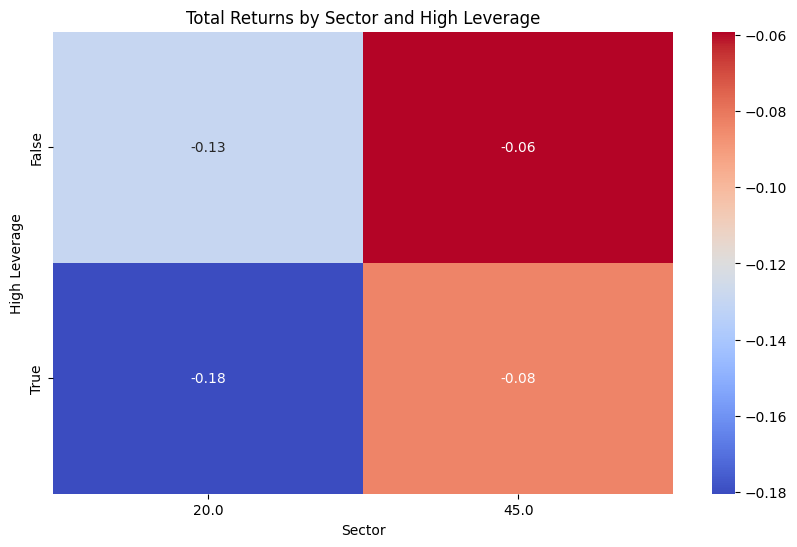 Total Returns by Sector and High Leverage
High Leverage
False
True
-0.13
-0.06
-0.18
-0.08
20.0
45.0
Sector
−0.06
−0.08
−0.10
−0.12
−0.14
−0.16
−0.18